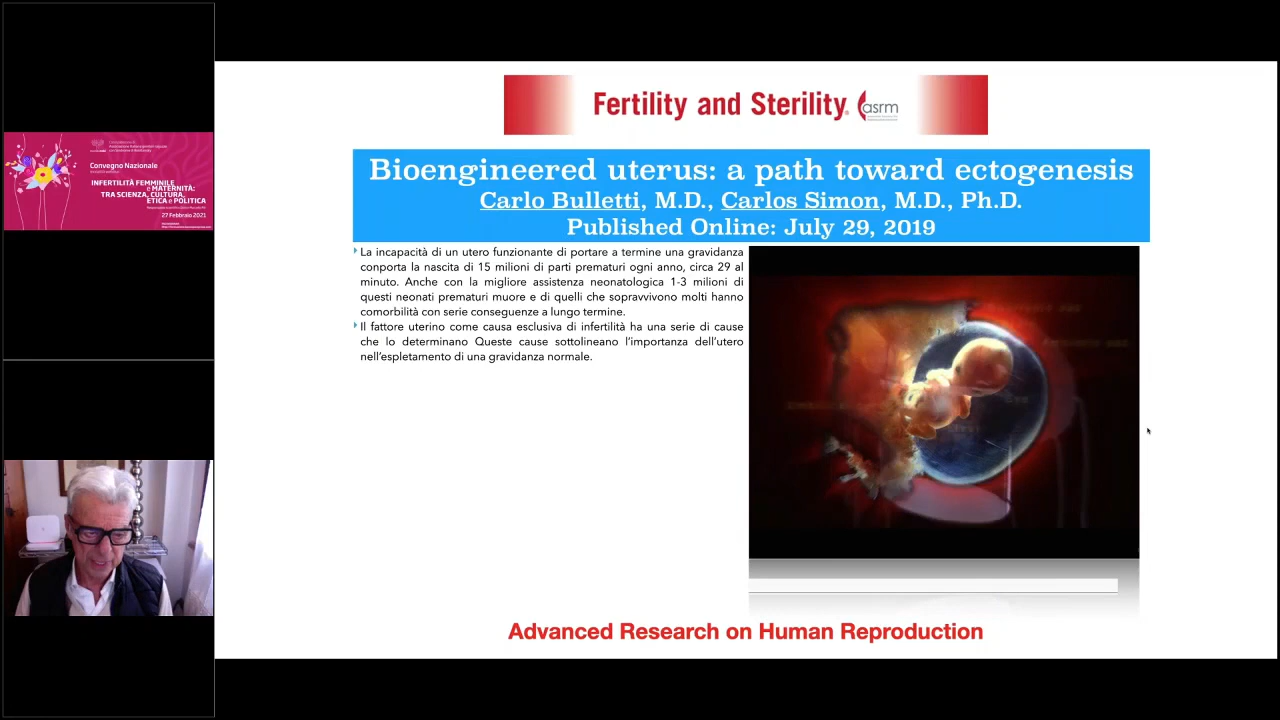 Convegno Nazionale
INFERTILITÀ FEMMINILE
e MATERNITÀ:
TRA SCIENZA, CULTURA,
ETICA e POLITICA
27 Febbraio 2021
Fertility and Sterility®
asrm
Bioengineered uterus: a path toward ectogenesis
Carlo Bulletti, M.D., Carlos Simon, M.D., Ph.D.
Published Online: July 29, 2019
La incapacità di un utero funzionante di portare a termine una gravidanza
conporta la nascita di 15 milioni di parti prematuri ogni anno, circa 29 al
minuto. Anche con la migliore assistenza neonatologica 1-3 milioni di
questi neonati prematuri muore e di quelli che sopravvivono molti hanno
comorbilità con serie conseguenze a lungo termine.
Il fattore uterino come causa esclusiva di infertilità ha una serie di cause
che lo determinano Queste cause sottolineano l’importanza dell’utero
nell’espletamento di una gravidanza normale.
Advanced Research on Human Reproduction